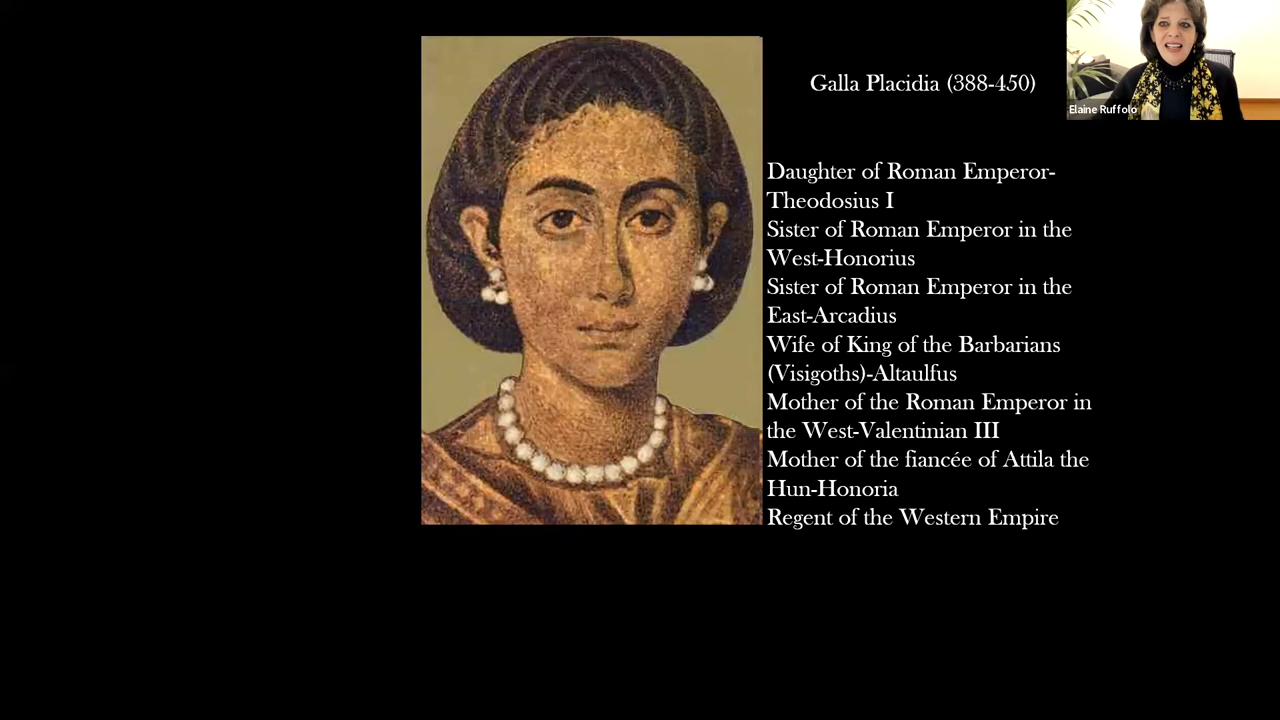 Galla Placidia (388-450)
Elaine Ruffolo
Daughter of Roman Emperor-
Theodosius I
Sister of Roman Emperor in the
West-Honorius
Sister of Roman Emperor in the
East-Arcadius
Wife of King of the Barbarians
(Visigoths)-Altaulfus
Mother of the Roman Emperor in
the West-Valentinian III
Mother of the fiancée of Attila the
Hun-Honoria
Regent of the Western Empire